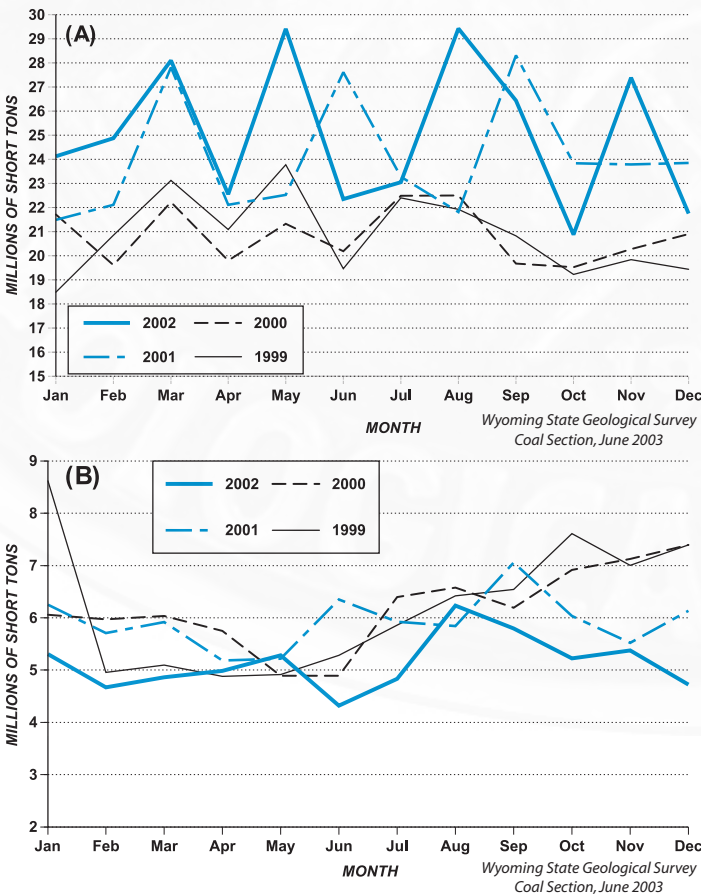 (A)
MILLIONS OF SHORT TONS
30
29
28
27
26
25
24
23
22
21
20
19
18
17
16
15
2002
2000
2001
1999
Jan Feb Mar Apr May Jun Jul Aug Sep Oct Nov Dec
MONTH
Wyoming State Geological Survey
Coal Section, June 2003
(B)
MILLIONS OF SHORT TONS
9
8
7
6
5
4
3
2
2002
2000
2001
1999
Jan Feb Mar Apr May Jun Jul Aug Sep Oct Nov Dec
MONTH
Wyoming State Geological Survey
Coal Section, June 2003